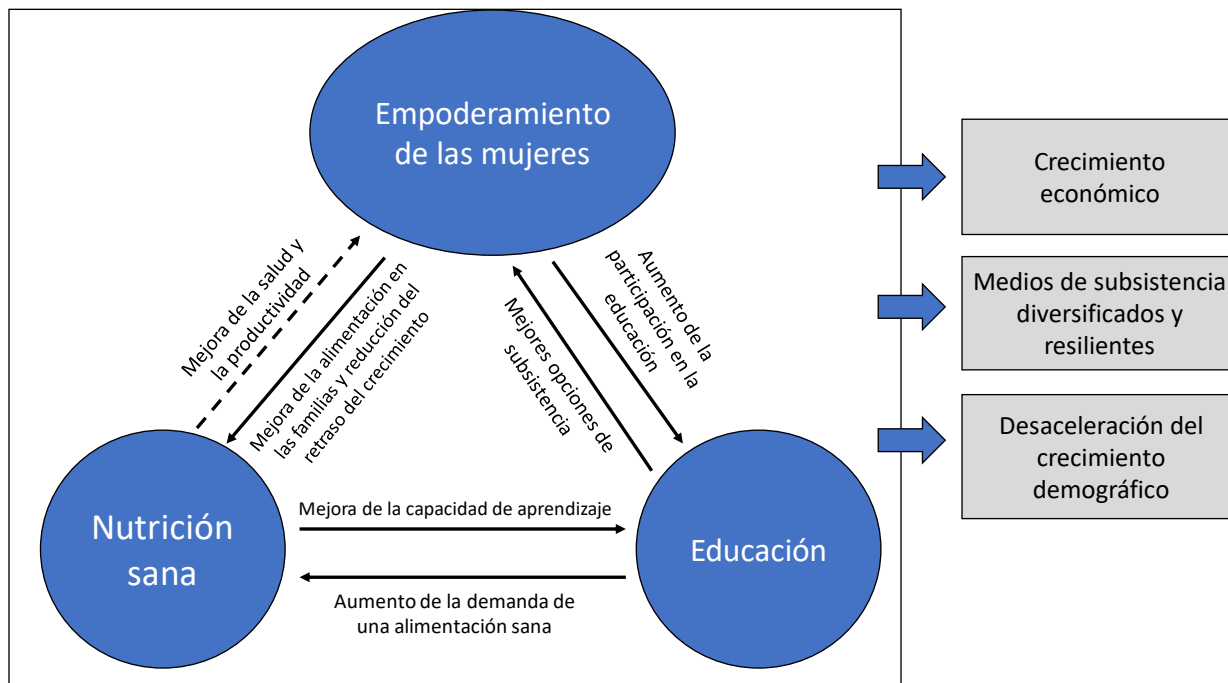 Empoderamiento
de las mujeres
Mejora de la salud y
la productividad
Mejora de la alimentación en
las familias y reducción del
retraso del crecimiento
Mejores opciones de
subsistencia
Aumento de la
participación en la
educación
Nutrición
sana
Mejora de la capacidad de aprendizaje
Aumento de la demanda de
una alimentación sana
Educación
Crecimiento
económico
Medios de subsistencia
diversificados y
resilientes
Desaceleración del
crecimiento
demográfico